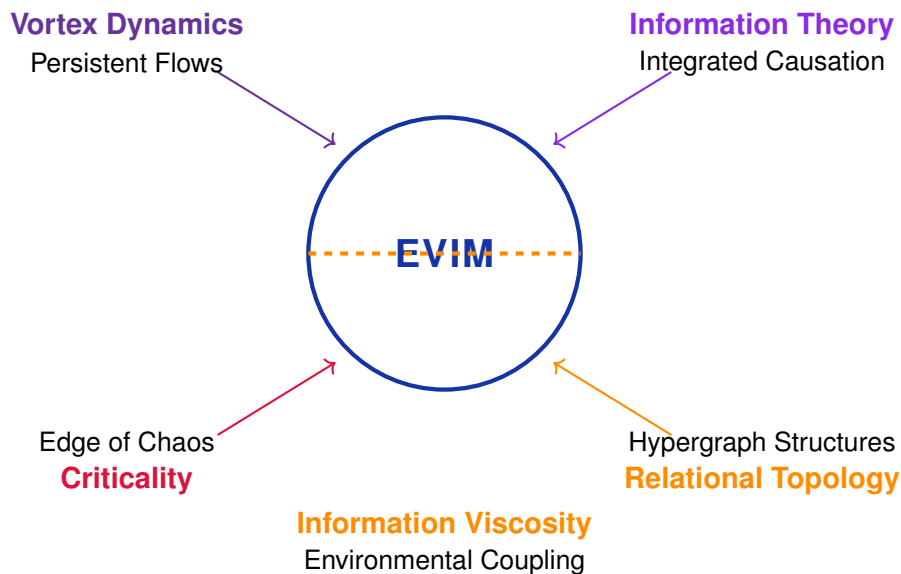 Vortex Dynamics
Persistent Flows
Information Theory
Integrated Causation
EVIM
Edge of Chaos
Criticality
Hypergraph Structures
Relational Topology
Information Viscosity
Environmental Coupling